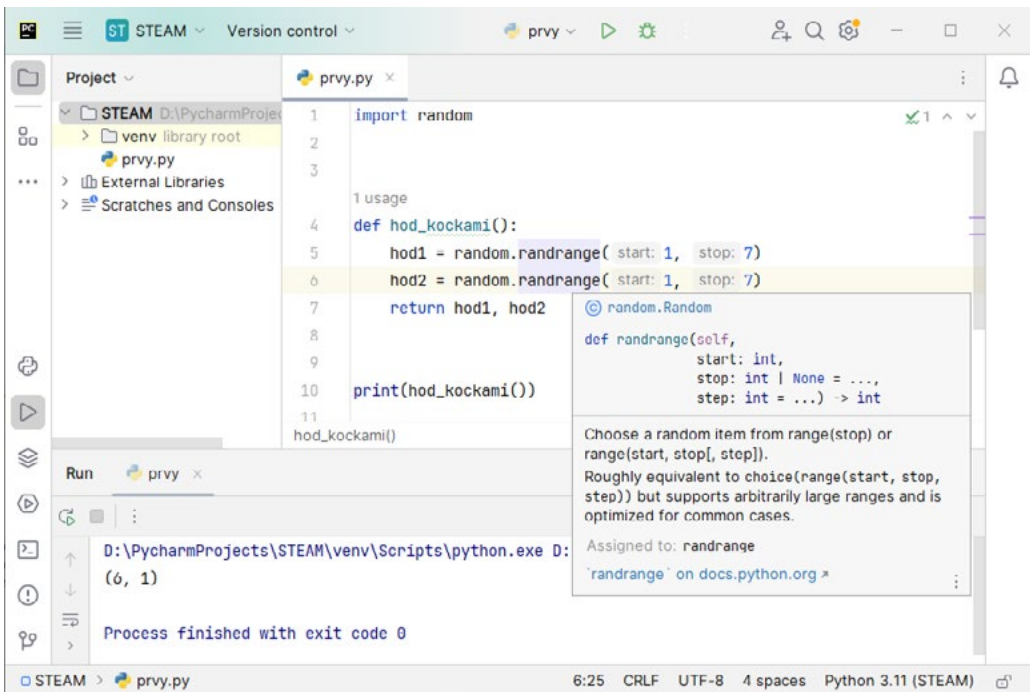 PC ST STEAM Version control prvy
Project
prvy.py
STEAM D:\PycharmProje
venv library root
prvy.py
External Libraries
Scratches and Consoles
1 import random
1
2
3
1 usage
4 def hod_kockami():
5 hod1 = random.randrange( start: 1, stop: 7)
6 hod2 = random.randrange( start: 1, stop: 7)
7 return hod1, hod2
8
9
10 print(hod_kockami())
11
hod_kockami()
random.Random
def randrange(self,
start: int,
stop: int | None = ...,
step: int = ...) -> int
Choose a random item from range(stop) or
range(start, stop[, step]).
Roughly equivalent to choice(range(start, stop,
step)) but supports arbitrarily large ranges and is
optimized for common cases.
Assigned to: randrange
`randrange` on docs.python.org
Run prvy
D:\PycharmProjects\STEAM\venv\Scripts\python.exe D:
(6, 1)
Process finished with exit code 0
STEAM > prvy.py 6:25 CRLF UTF-8 4 spaces Python 3.11 (STEAM)